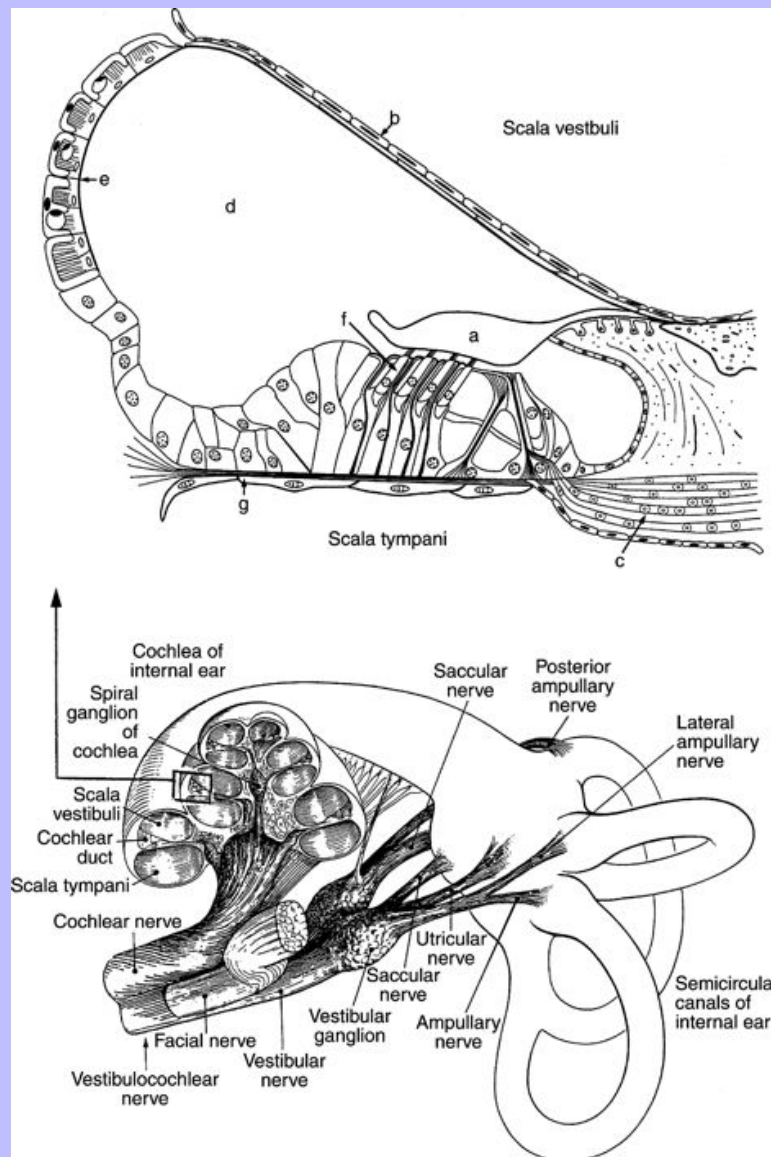 b
Scala vestbuli
e
d
f
a
g
Scala tympani
c
Cochlea of
internal ear
Spiral
ganglion
of
cochlea
Scala
vestibuli
Cochlear
duct
Scala tympani
Cochlear nerve
Facial nerve
Vestibulocochlear
nerve
Vestibular
nerve
Vestibular
ganglion
Saccular
nerve
Utricular
nerve
Ampullary
nerve
Saccular
nerve
Posterior
ampullary
nerve
Lateral
ampullary
nerve
Semicircula
canals of
internal ear